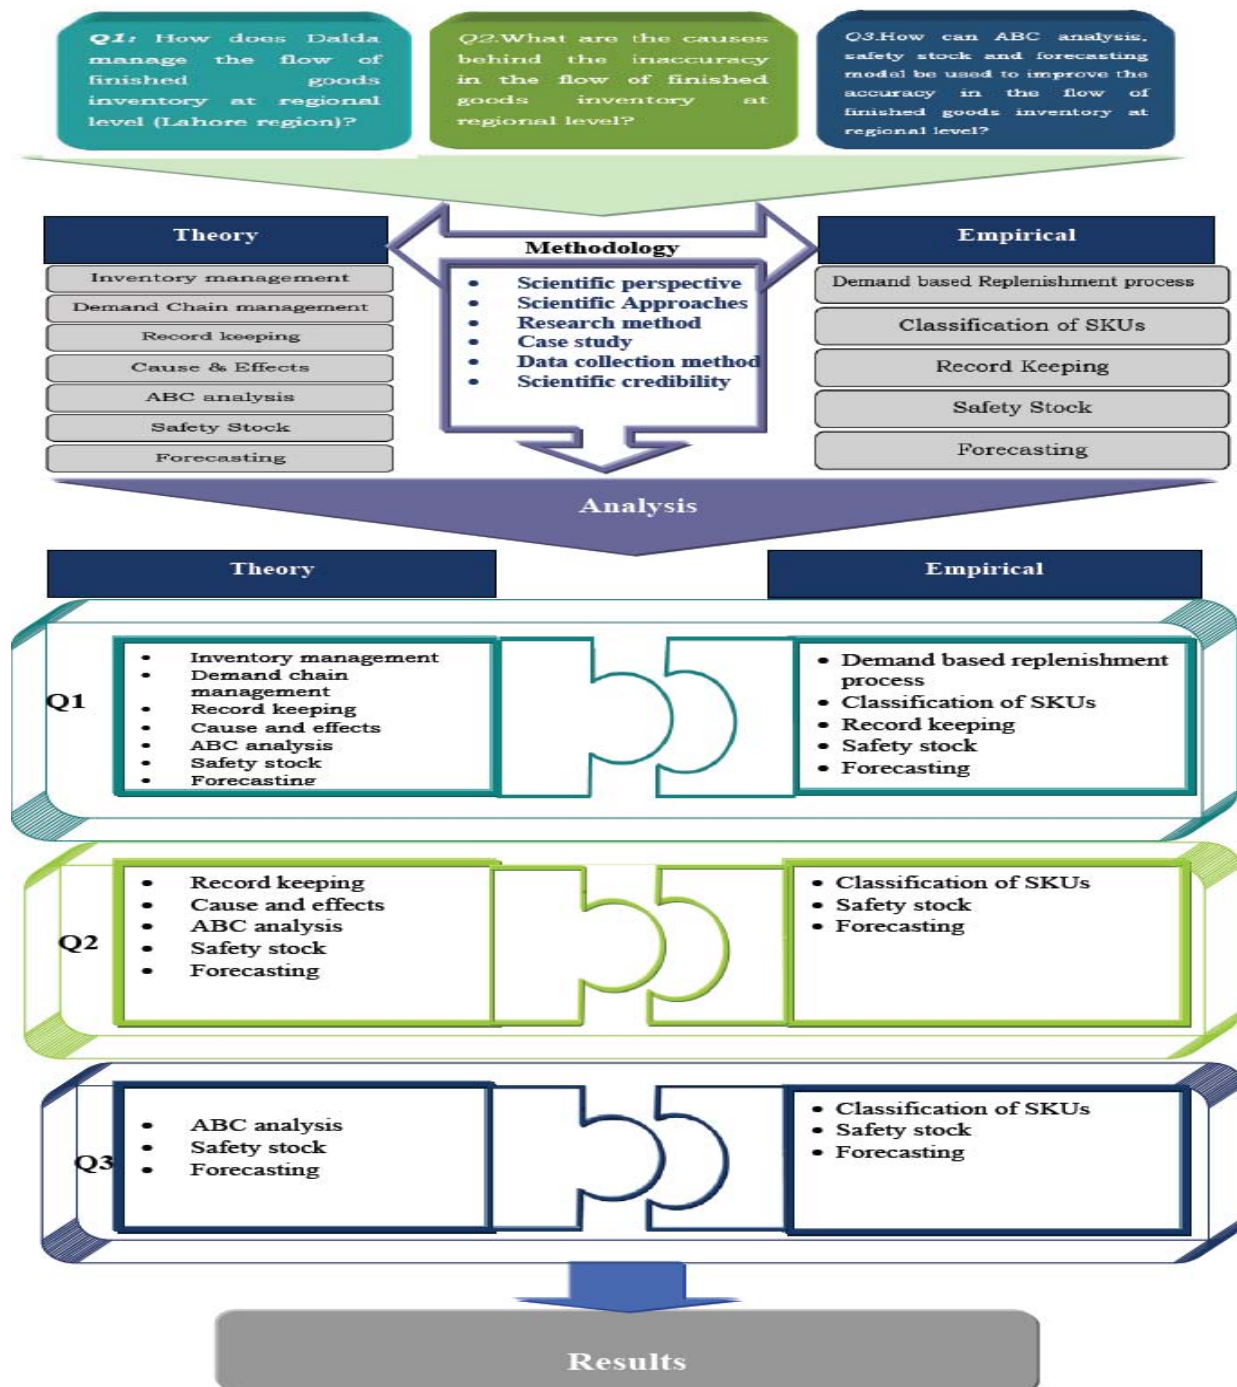 Q1: How does Dalda
manage the flow of
finished goods
inventory at regional
level (Lahore region)?
Q2.What are the causes
behind the inaccuracy
in the flow of finished
goods inventory at
regional level?
Q3.How can ABC analysis,
safety stock and forecasting
model be used to improve the
accuracy in the flow of
finished goods inventory at
regional level?
Theory
Inventory management
Demand Chain management
Record keeping
Cause & Effects
ABC analysis
Safety Stock
Forecasting
Methodology
• Scientific perspective
• Scientific Approaches
• Research method
• Case study
• Data collection method
• Scientific credibility
Empirical
Demand based Replenishment process
Classification of SKUs
Record Keeping
Safety Stock
Forecasting
Analysis
Theory
Empirical
Q1
• Inventory management
• Demand chain
management
• Record keeping
• Cause and effects
• ABC analysis
• Safety stock
• Forecasting
• Demand based replenishment
process
• Classification of SKUs
• Record keeping
• Safety stock
• Forecasting
Q2
• Record keeping
• Cause and effects
• ABC analysis
• Safety stock
• Forecasting
• Classification of SKUs
• Safety stock
• Forecasting
Q3
• ABC analysis
• Safety stock
• Forecasting
• Classification of SKUs
• Safety stock
• Forecasting
Results